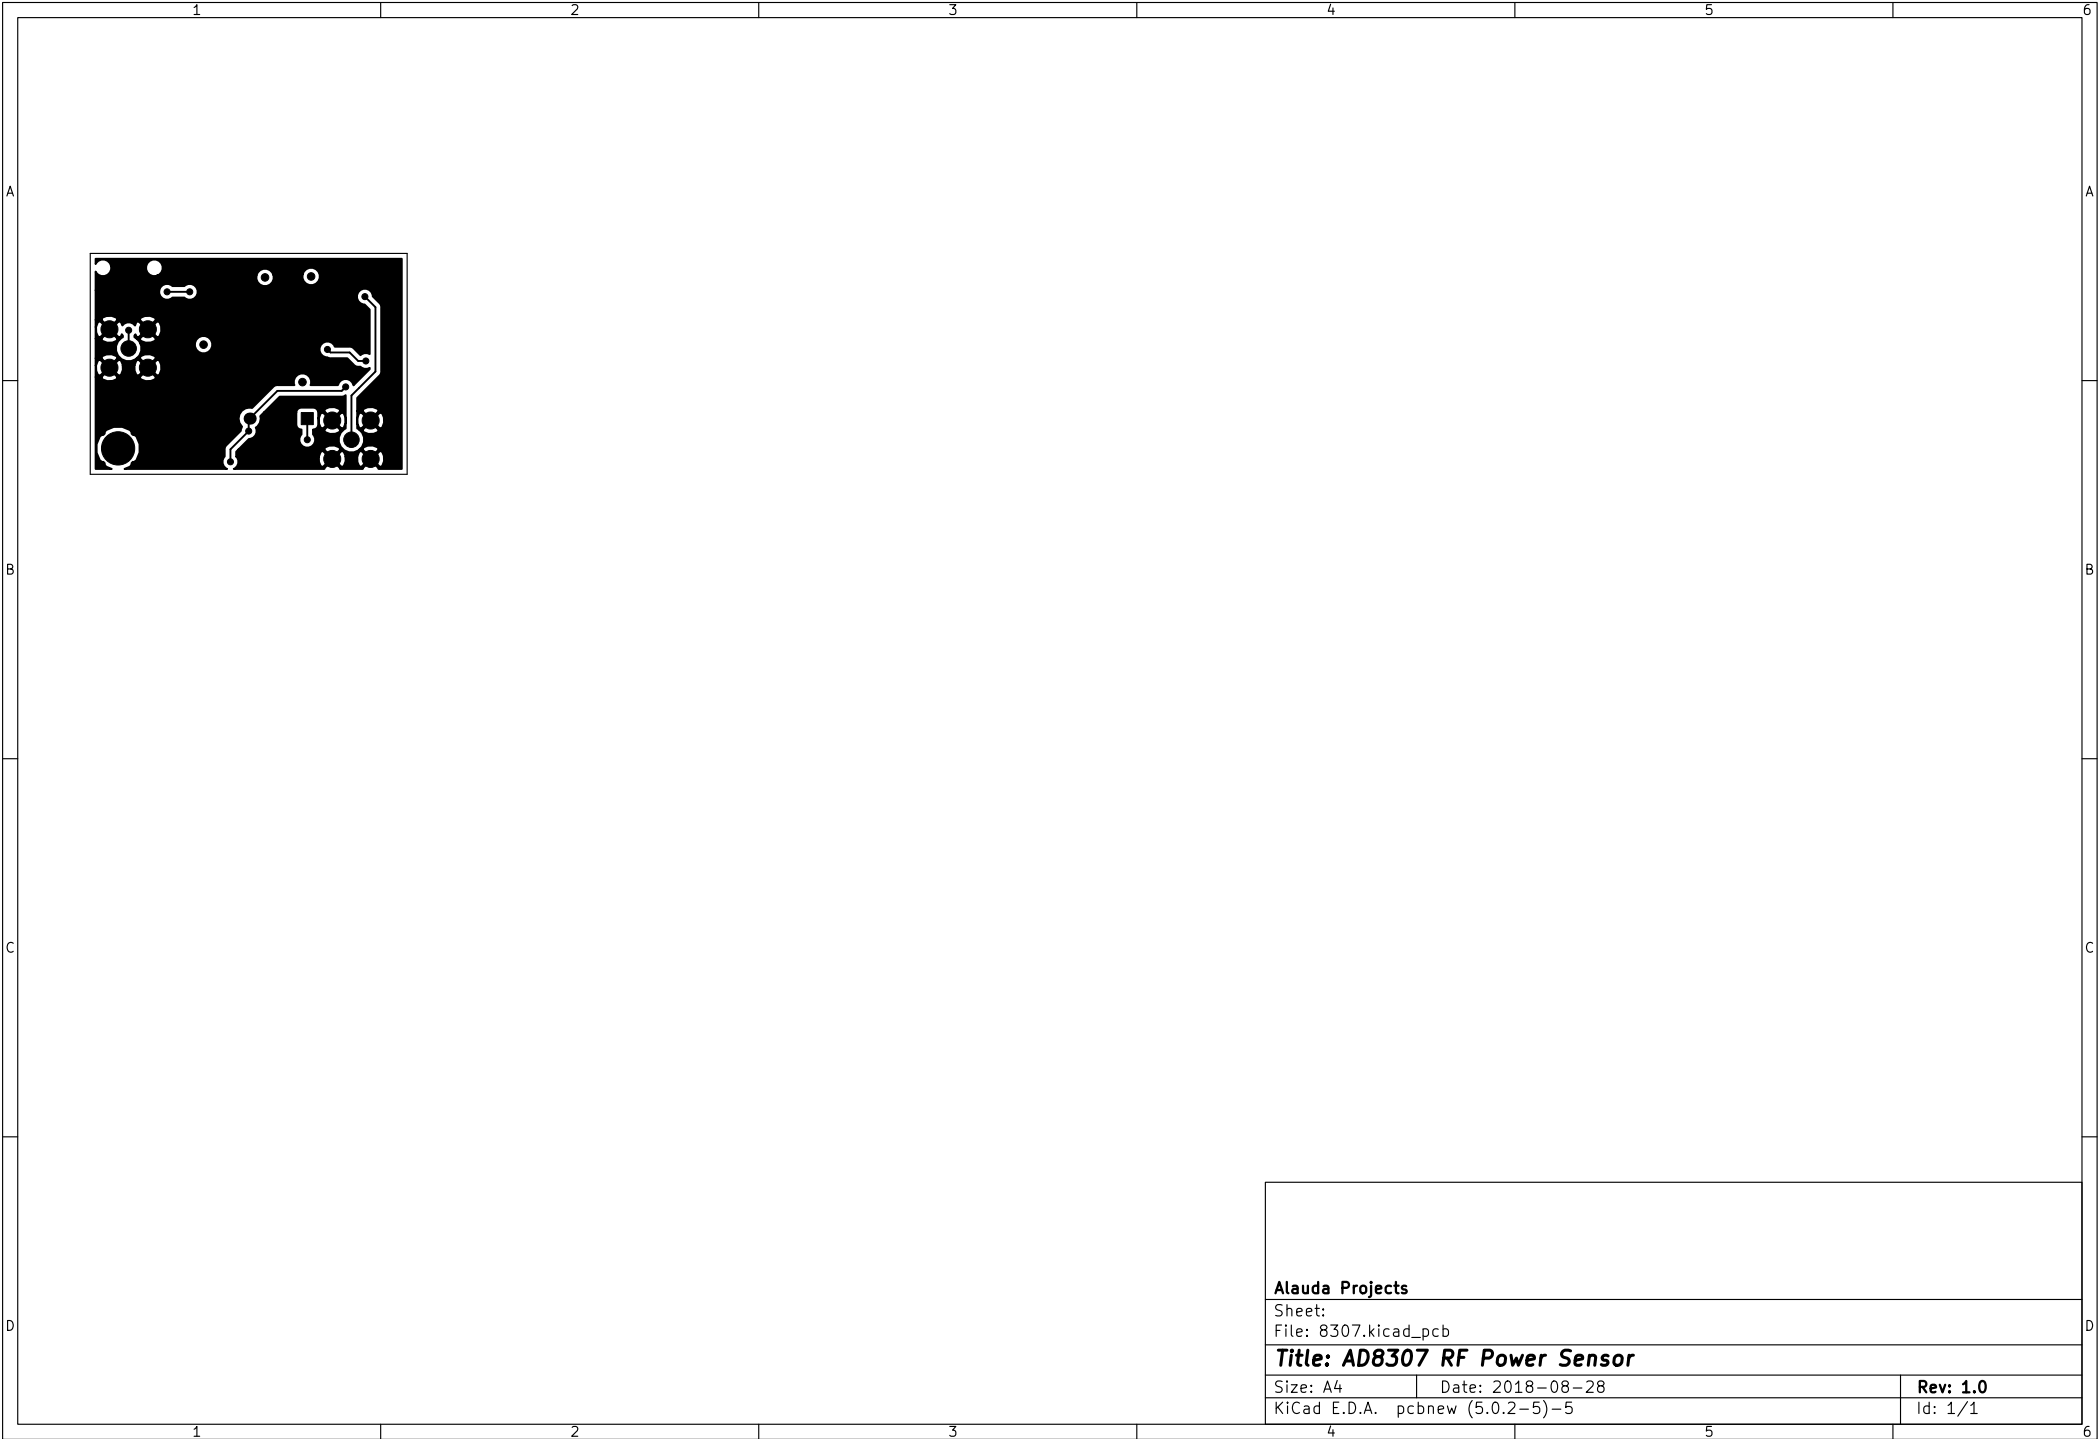 1 2 3 4 5 6
A A
B B
C C
Alauda Projects
Sheet:
File: 8307.kicad_pcb
D D
Title: AD8307 RF Power Sensor
Size: A4 Date: 2018-08-28 Rev: 1.0
KiCad E.D.A. pcbnew (5.0.2-5)-5 Id: 1/1
1 2 3 4 5 6